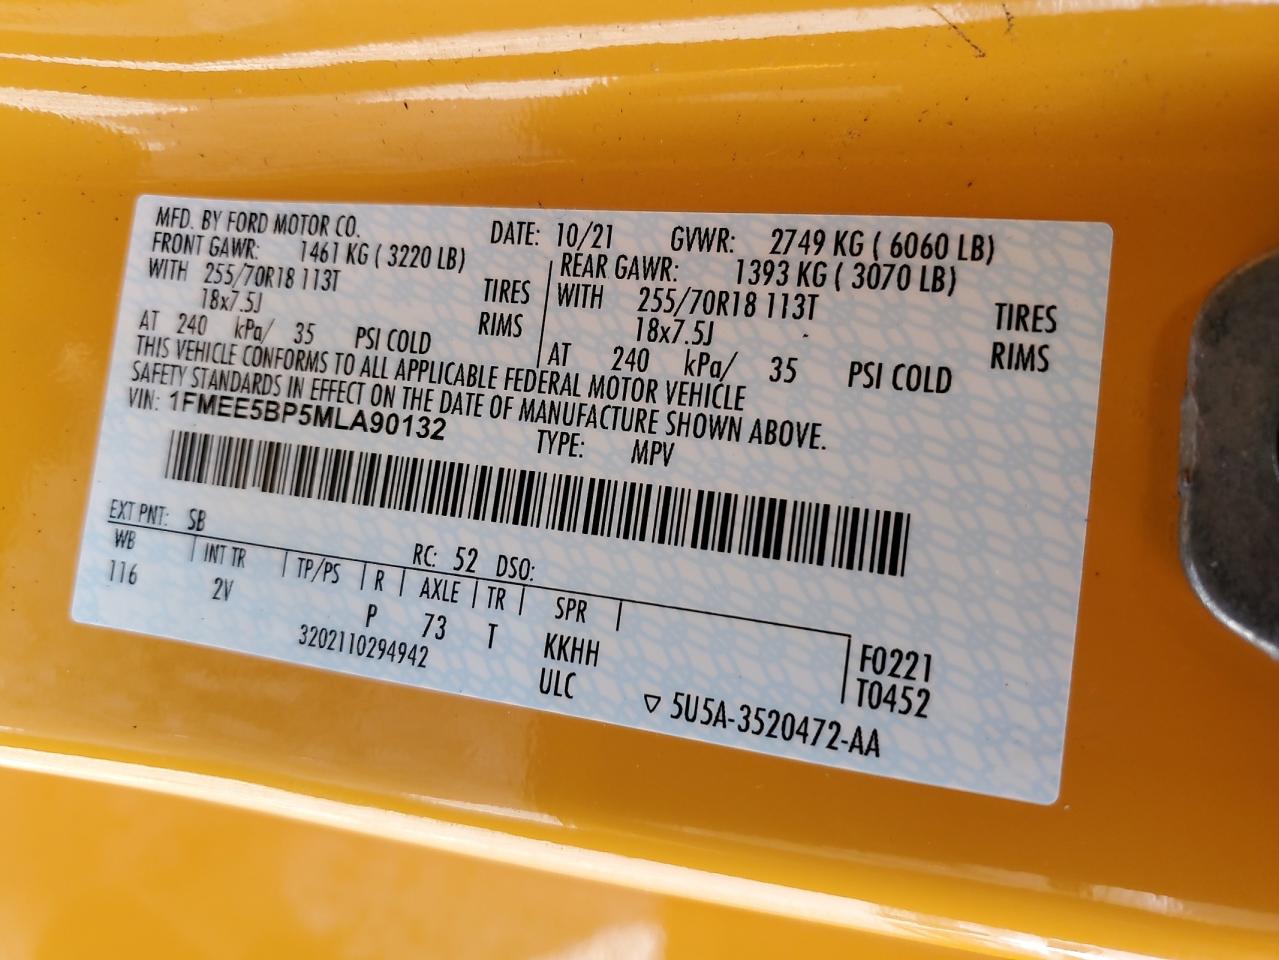 MFD. BY FORD MOTOR CO. DATE: 10/21 GVWR: 2749 KG ( 6060 LB)
FRONT GAWR: 1461 KG ( 3220 LB) REAR GAWR: 1393 KG ( 3070 LB)
WITH 255/70R18 113T TIRES WITH 255/70R18 113T TIRES
18x7.5J RIMS 18x7.5J RIMS
AT 240 kPa/ 35 PSI COLD AT 240 kPa/ 35 PSI COLD
THIS VEHICLE CONFORMS TO ALL APPLICABLE FEDERAL MOTOR VEHICLE
SAFETY STANDARDS IN EFFECT ON THE DATE OF MANUFACTURE SHOWN ABOVE.
VIN: 1FMEE5BP5MLA90132 TYPE: MPV
EXT PNT: SB RC: 52 DSO:
WB INT TR TP/PS R AXLE TR SPR
116 2V P 73 T KKHH F0221
3202110294942 ULC T0452
5U5A-3520472-AA